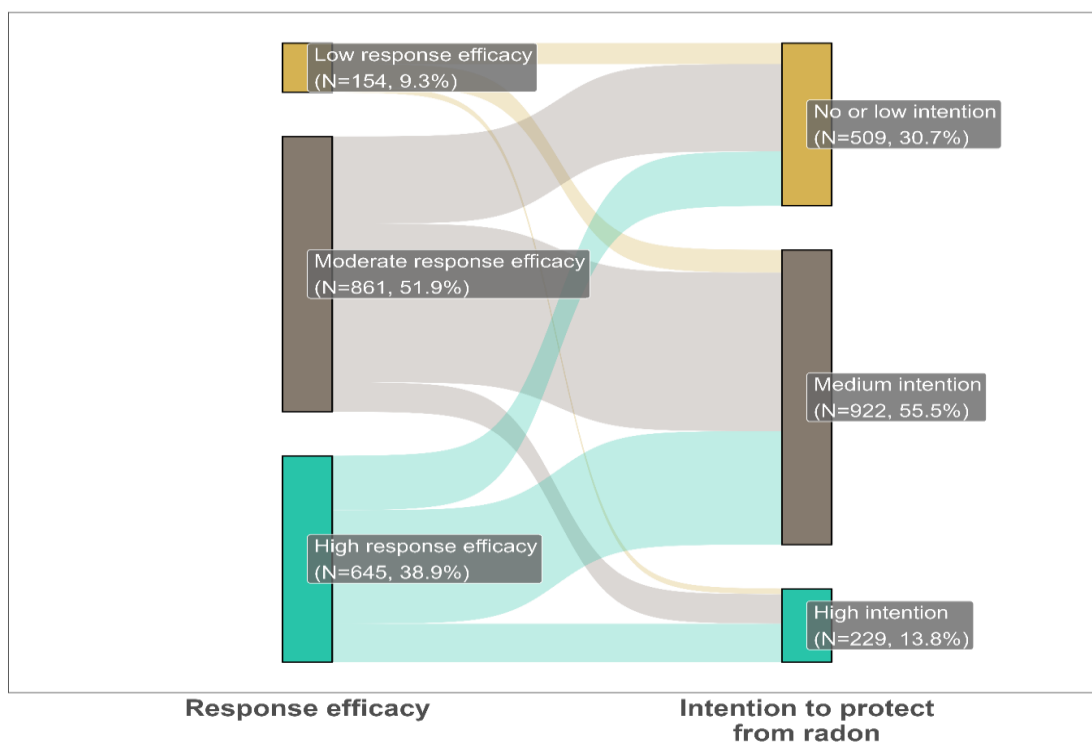 Low response efficacy
(N=154, 9.3%)
Moderate response efficacy
(N=861, 51.9%)
High response efficacy
(N=645, 38.9%)
No or low intention
(N=509, 30.7%)
Medium intention
(N=922, 55.5%)
High intention
(N=229, 13.8%)
Response efficacy
Intention to protect
from radon